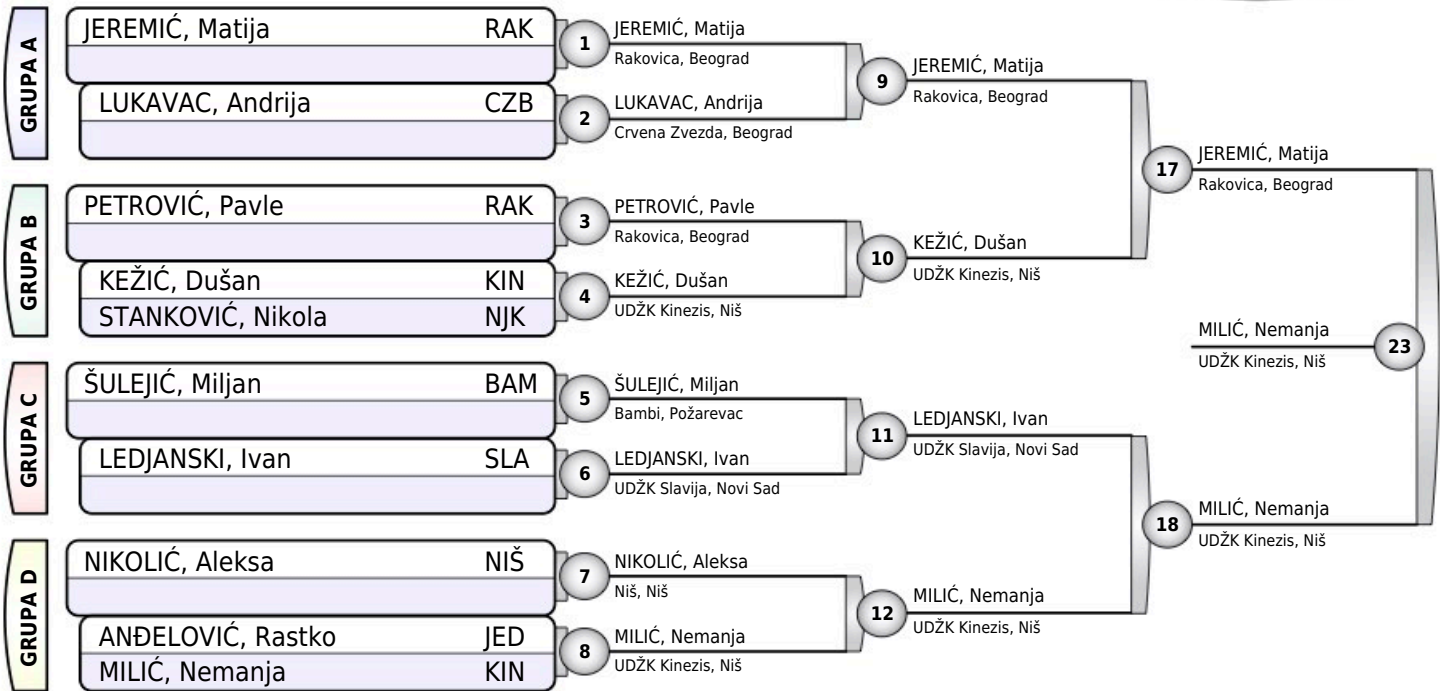 GRUPA A
JEREMIĆ, Matija RAK
LUKAVAC, Andrija CZB
GRUPA B
PETROVIĆ, Pavle RAK
KEŽIĆ, Dušan KIN
STANKOVIĆ, Nikola NJK
GRUPA C
ŠULEJIĆ, Miljan BAM
LEDJANSKI, Ivan SLA
GRUPA D
NIKOLIĆ, Aleksa NIŠ
ANĐELOVIĆ, Rastko JED
MILIĆ, Nemanja KIN
1
JEREMIĆ, Matija
Rakovica, Beograd
2
LUKAVAC, Andrija
Crvena Zvezda, Beograd
3
PETROVIĆ, Pavle
Rakovica, Beograd
4
KEŽIĆ, Dušan
UDŽK Kinezis, Niš
5
ŠULEJIĆ, Miljan
Bambi, Požarevac
6
LEDJANSKI, Ivan
UDŽK Slavija, Novi Sad
7
NIKOLIĆ, Aleksa
Niš, Niš
8
MILIĆ, Nemanja
UDŽK Kinezis, Niš
9
JEREMIĆ, Matija
Rakovica, Beograd
10
KEŽIĆ, Dušan
UDŽK Kinezis, Niš
11
LEDJANSKI, Ivan
UDŽK Slavija, Novi Sad
12
MILIĆ, Nemanja
UDŽK Kinezis, Niš
17
JEREMIĆ, Matija
Rakovica, Beograd
18
MILIĆ, Nemanja
UDŽK Kinezis, Niš
MILIĆ, Nemanja
UDŽK Kinezis, Niš
23